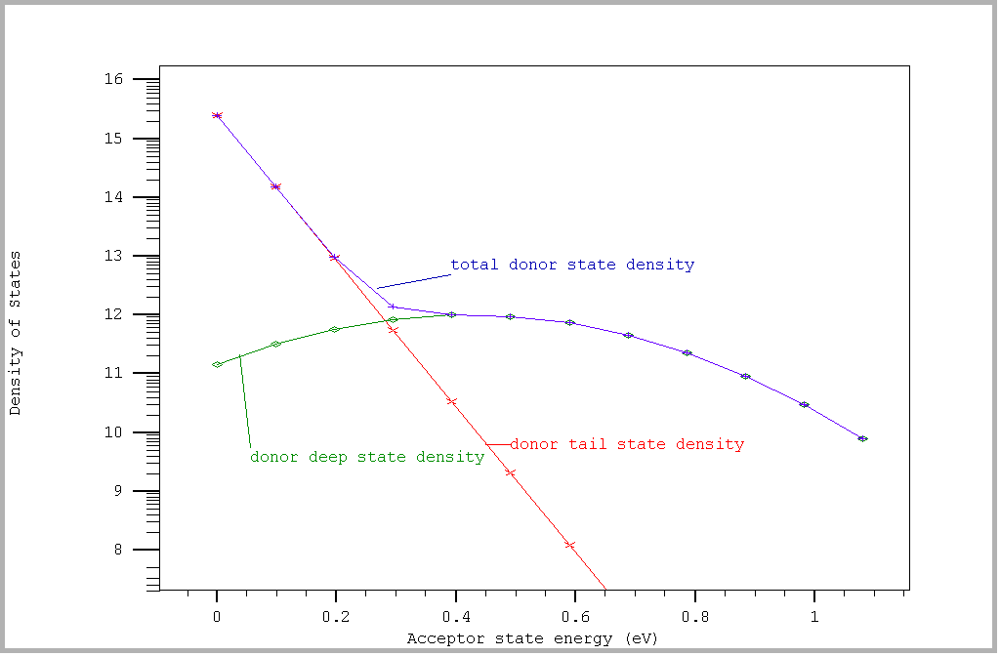 16
15
14
13
total donor state density
12
11
10
donor tail state density
donor deep state density
9
8
Density of States
0 0.2 0.4 0.6 0.8 1
Acceptor state energy (eV)